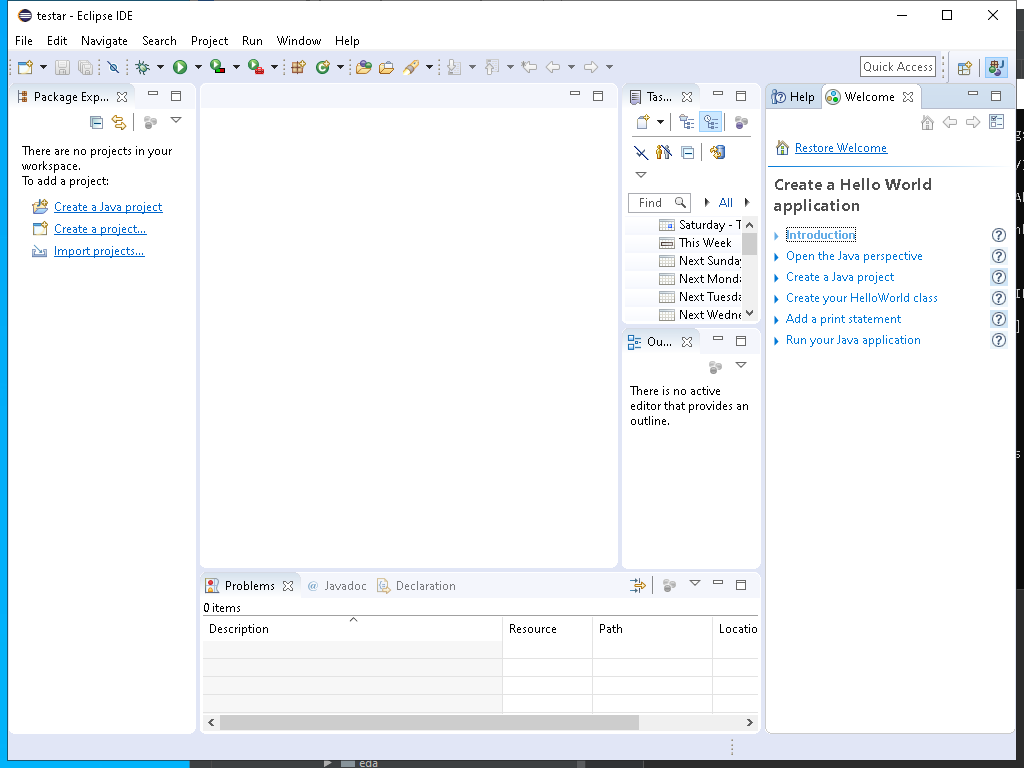 testar - Eclipse IDE
File Edit Navigate Search Project Run Window Help
Quick Access
Package Exp...
There are no projects in your
workspace.
To add a project:
Create a Java project
Create a project...
Import projects...
Tas...
Find
All
Saturday - T
This Week
Next Sunday
Next Monda
Next Tuesda
Next Wedne
Ou...
There is no active
editor that provides an
outline.
Help Welcome
Restore Welcome
Create a Hello World
application
Introduction
Open the Java perspective
Create a Java project
Create your HelloWorld class
Add a print statement
Run your Java application
Problems @ Javadoc Declaration
0 items
Description Resource Path Locatio
eda